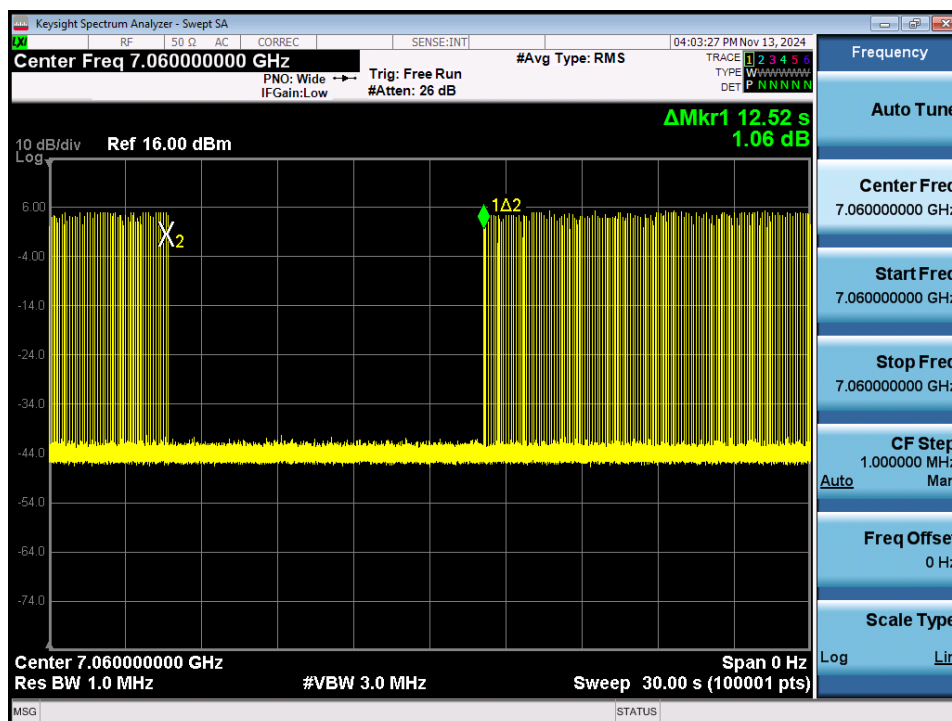 Keysight Spectrum Analyzer - Swept SA
LXI RF 50 Ω AC CORREC SENSE:INT 04:03:27 PM Nov 13, 2024
Center Freq 7.060000000 GHz
#Avg Type: RMS
TRACE 1 2 3 4 5 6
TYPE WWWWWW
DET P N N N N N
PNO: Wide
IFGain:Low
Trig: Free Run
#Atten: 26 dB
ΔMkr1 12.52 s
1.06 dB
10 dB/div
Log
Ref 16.00 dBm
6.00
-4.00
-14.0
-24.0
-34.0
-44.0
-54.0
-64.0
-74.0
X2
1Δ2
Center 7.060000000 GHz
Span 0 Hz
Res BW 1.0 MHz
#VBW 3.0 MHz
Sweep 30.00 s (100001 pts)
MSG
STATUS
Frequency
Auto Tune
Center Freq
7.060000000 GHz
Start Freq
7.060000000 GHz
Stop Freq
7.060000000 GHz
CF Step
1.000000 MHz
Auto Man
Freq Offset
0 Hz
Scale Type
Log Lin